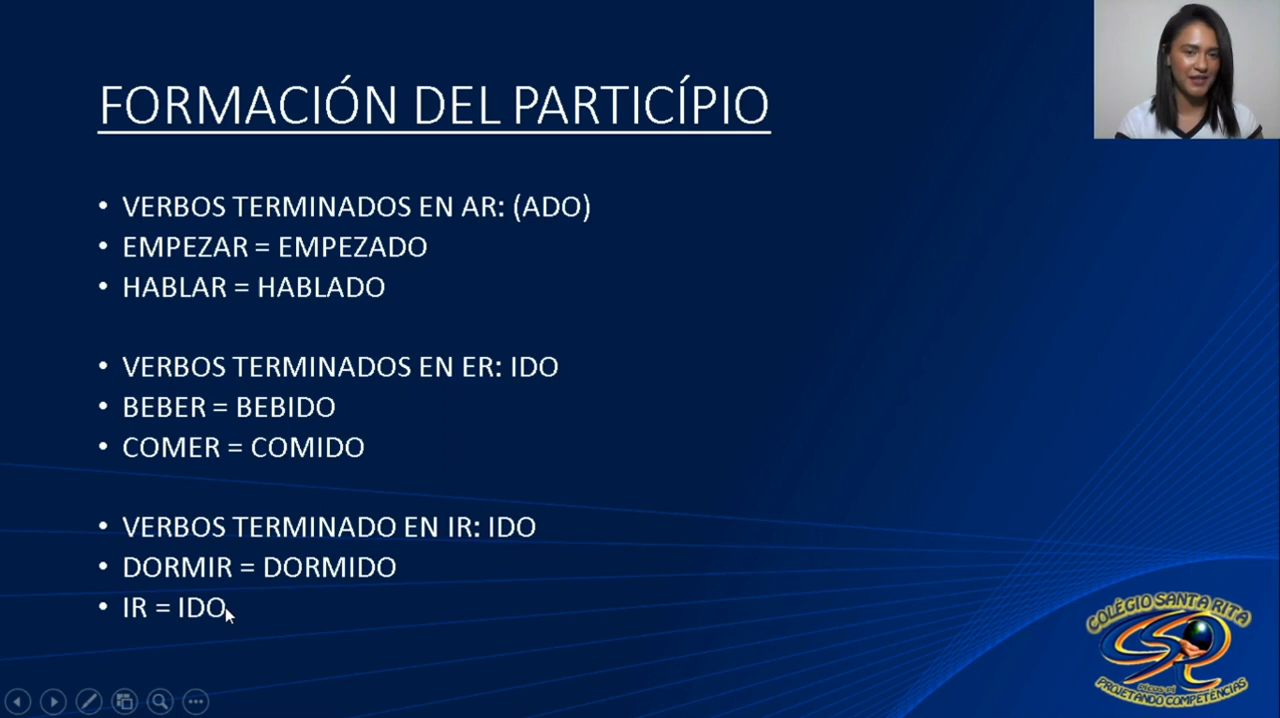 FORMACIÓN DEL PARTICÍPIO
• VERBOS TERMINADOS EN AR: (ADO)
• EMPEZAR = EMPEZADO
• HABLAR = HABLADO
• VERBOS TERMINADOS EN ER: IDO
• BEBER = BEBIDO
• COMER = COMIDO
• VERBOS TERMINADO EN IR: IDO
• DORMIR = DORMIDO
• IR = IDO
COLÉGIO SANTA RITA
PROJETANDO COMPETÊNCIAS